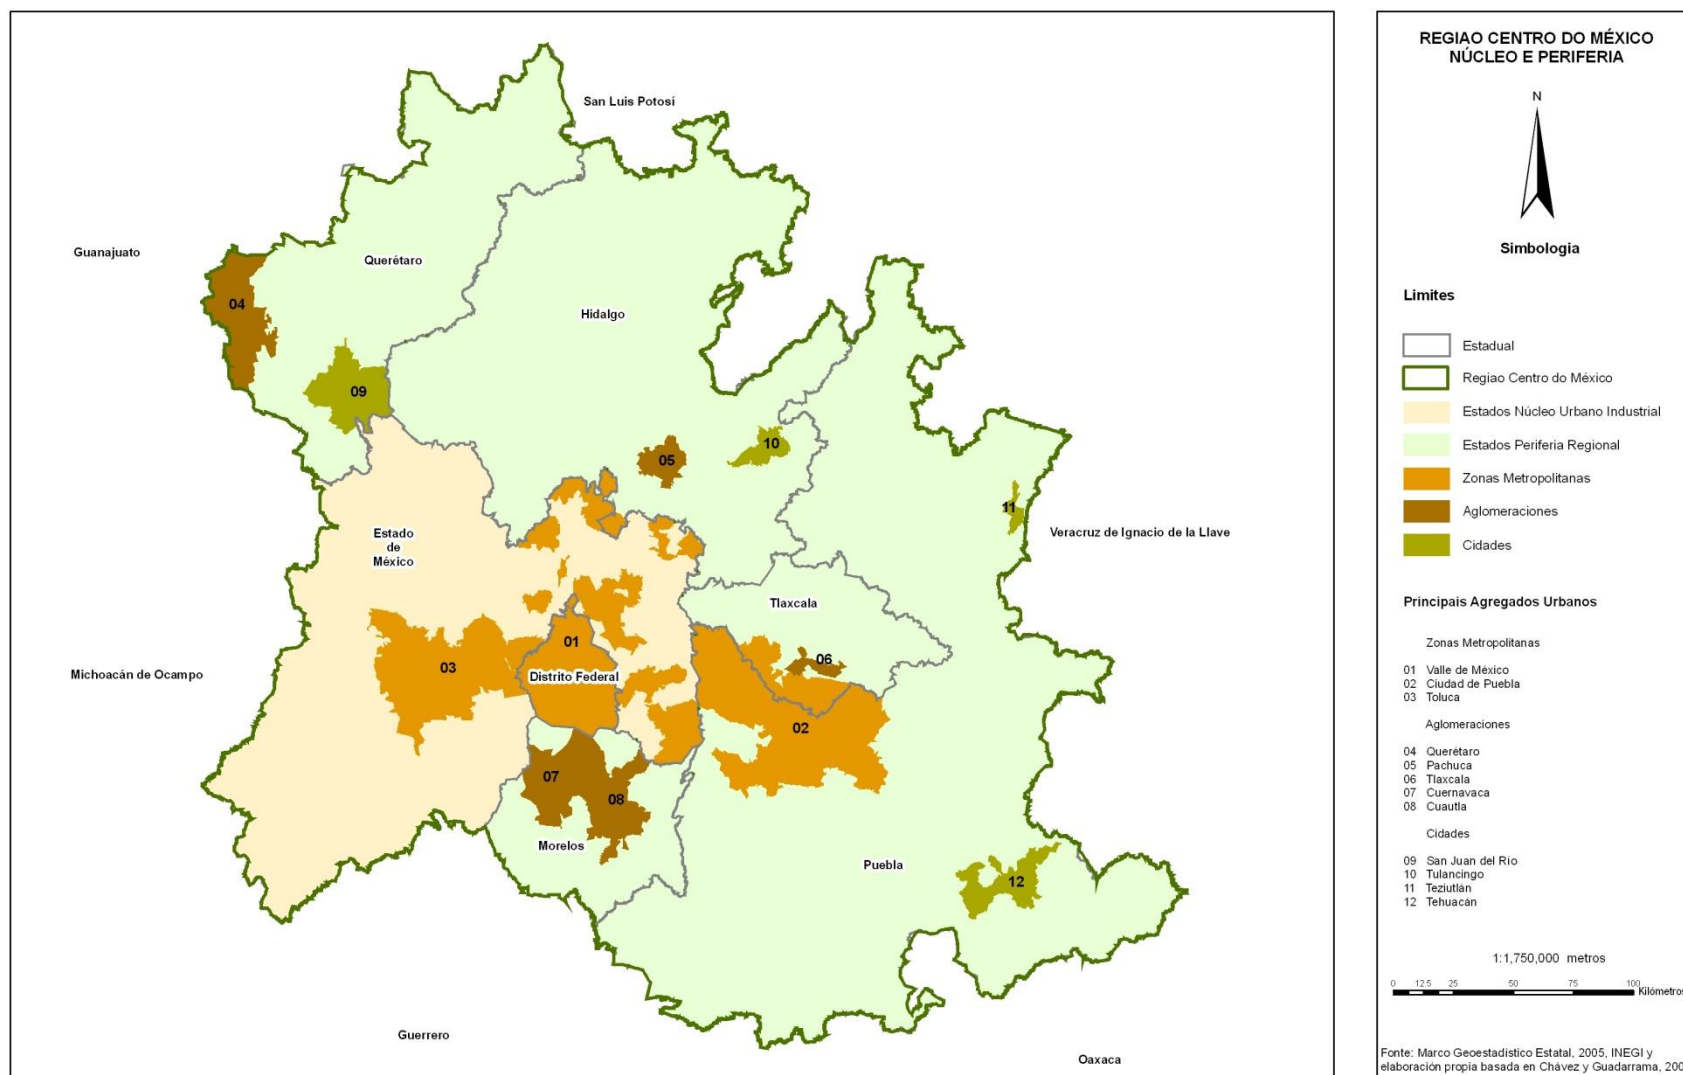 San Luis Potosí
Guanajuato
Querétaro
04
Hidalgo
09
10
05
11
Veracruz de Ignacio de la Llave
Estado
de
México
Tlaxcala
01
06
03
Michoacán de Ocampo
Distrito Federal
02
07
08
Morelos
Puebla
12
Guerrero
Oaxaca
REGIAO CENTRO DO MÉXICO
NÚCLEO E PERIFERIA
N
Simbologia
Limites
Estadual
Regiao Centro do México
Estados Núcleo Urbano Industrial
Estados Periferia Regional
Zonas Metropolitanas
Aglomeraciones
Cidades
Principais Agregados Urbanos
Zonas Metropolitanas
01 Valle de México
02 Ciudad de Puebla
03 Toluca
Aglomeraciones
04 Querétaro
05 Pachuca
06 Tlaxcala
07 Cuernavaca
08 Cuautla
Cidades
09 San Juan del Río
10 Tulancingo
11 Teziutlán
12 Tehuacán
1:1,750,000 metros
0 12.5 25 50 75 100
Kilómetros
Fonte: Marco Geoestadístico Estatal, 2005, INEGI y
elaboración propia basada en Chávez y Guadarrama, 200